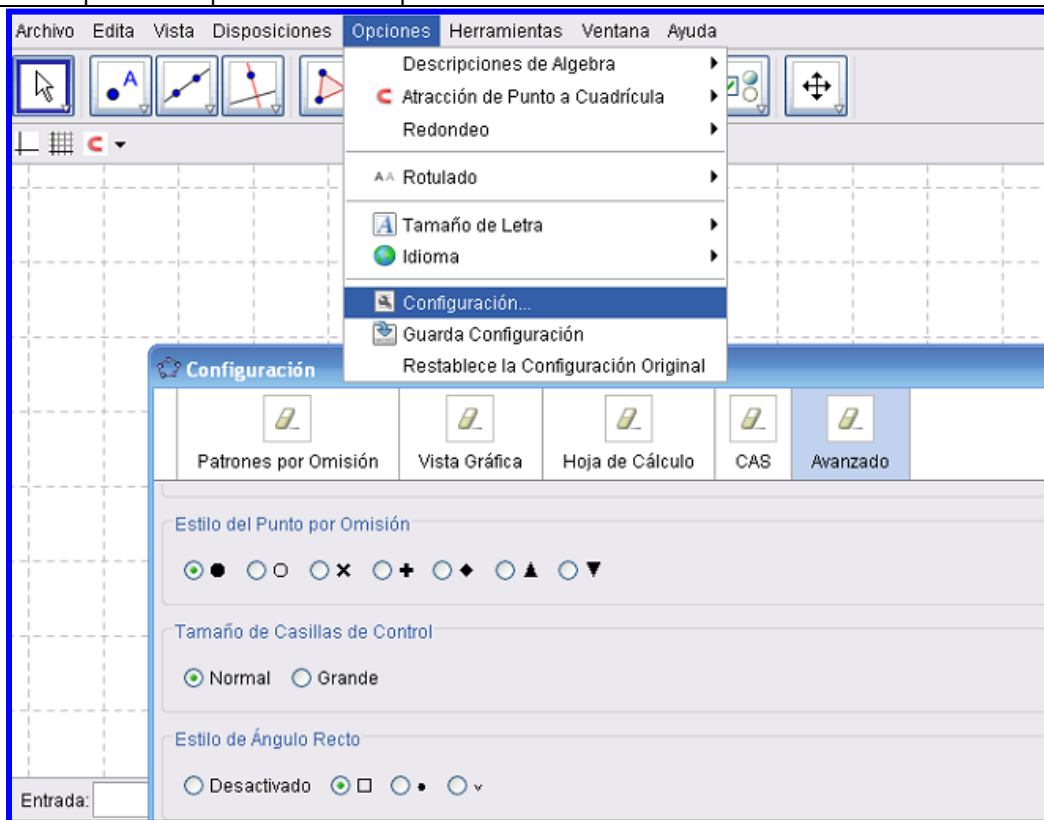 Archivo Edita Vista Disposiciones Opciones Herramientas Ventana Ayuda
A
Descripciones de Algebra
Atracción de Punto a Cuadrícula
Redondeo
AA Rotulado
A Tamaño de Letra
Idioma
Configuración...
Guarda Configuración
Restablece la Configuración Original
Configuración
Patrones por Omisión Vista Gráfica Hoja de Cálculo CAS Avanzado
Estilo del Punto por Omisión
Tamaño de Casillas de Control
Normal Grande
Estilo de Ángulo Recto
Desactivado
Entrada: